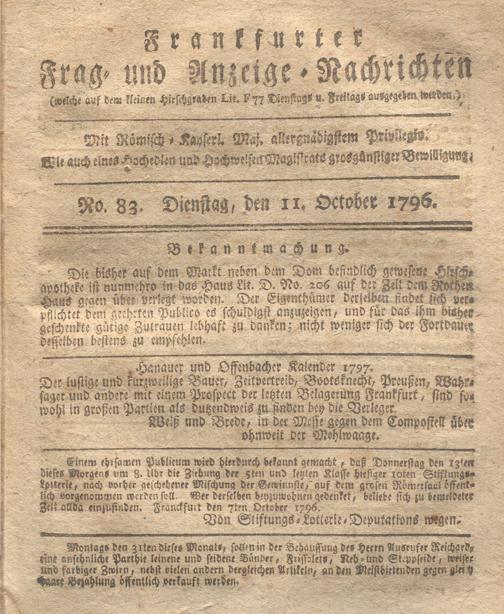 Frankfurter
Frag- und Anzeige-Nachrichten
(welche auf dem kleinen Hirschgraben Lit. F 77 Dienstags u. Freitags ausgegeben werden.)
Mit Römisch-Kayserl. Maj. allergnädigstem Privilegio.
Wie auch eines Hochedlen und Hochweisen Magistrats grosgünstiger Bewilligung.
No. 83. Dienstag, den 11. October 1796.
Bekanntmachung.
Die bisher auf dem Markt neben dem Dom befindlich gewesene Hirsch-
apotheke ist nunmehro in das Haus Lit. D. No. 206 auf der Zeil dem Rothen
Haus gegen über verlegt worden. Der Eigenthümer derselben findet sich ver-
pflichtet dem geehrten Publico es schuldigst anzuzeigen, und für das ihm bisher
geschenkte gütige Zutrauen lebhaft zu danken; nicht weniger sich der Fortdauer
desselben bestens zu empfehlen.
Hanauer und Offenbacher Kalender 1797.
Der lustige und kurzweilige Bauer, Zeitvertreib, Bootsknecht, Preußen, Wahr-
sager und andere mit einem Prospect der letzten Belagerung Franckfurt, sind so-
wohl in großen Partien als dutzendweis zu finden bey die Verleger.
Weiß und Brede, in der Messe gegen dem Compostell über
ohnweit der Mehlwaage.
Einem ehrsamen Publicum wird hierdurch bekannt gemacht, daß Donnerstag den 13ten
dieses Morgens um 8. Uhr die Ziehung der 5ten und letzten Classe hiesiger 10ten Stiftungs-
Lotterie, nach vorher geschehener Mischung der Gewinnste, auf dem grosen Römersaal öffent-
lich vorgenommen werden soll. Wer derselben beyzuwohnen gedenket, beliebe sich zu bemeldeter
Zeit allda einzufinden. Franckfurt den 7ten October 1796.
Von Stiftungs-Lotterie-Deputations wegen.
Montags den 31ten dieses Monats, sollen in der Behaussung des Herrn Ausrufer Reichard,
eine ansehnliche Parthie leinene und seidene Bänder, Frissolets, Neh- und Steppseide, weiser
und farbiger Zwirn, nebst vielen andern dergleichen Artikeln, an den Meistbietenden gegen gleich
baare Bezahlung öffentlich verkauft werden.